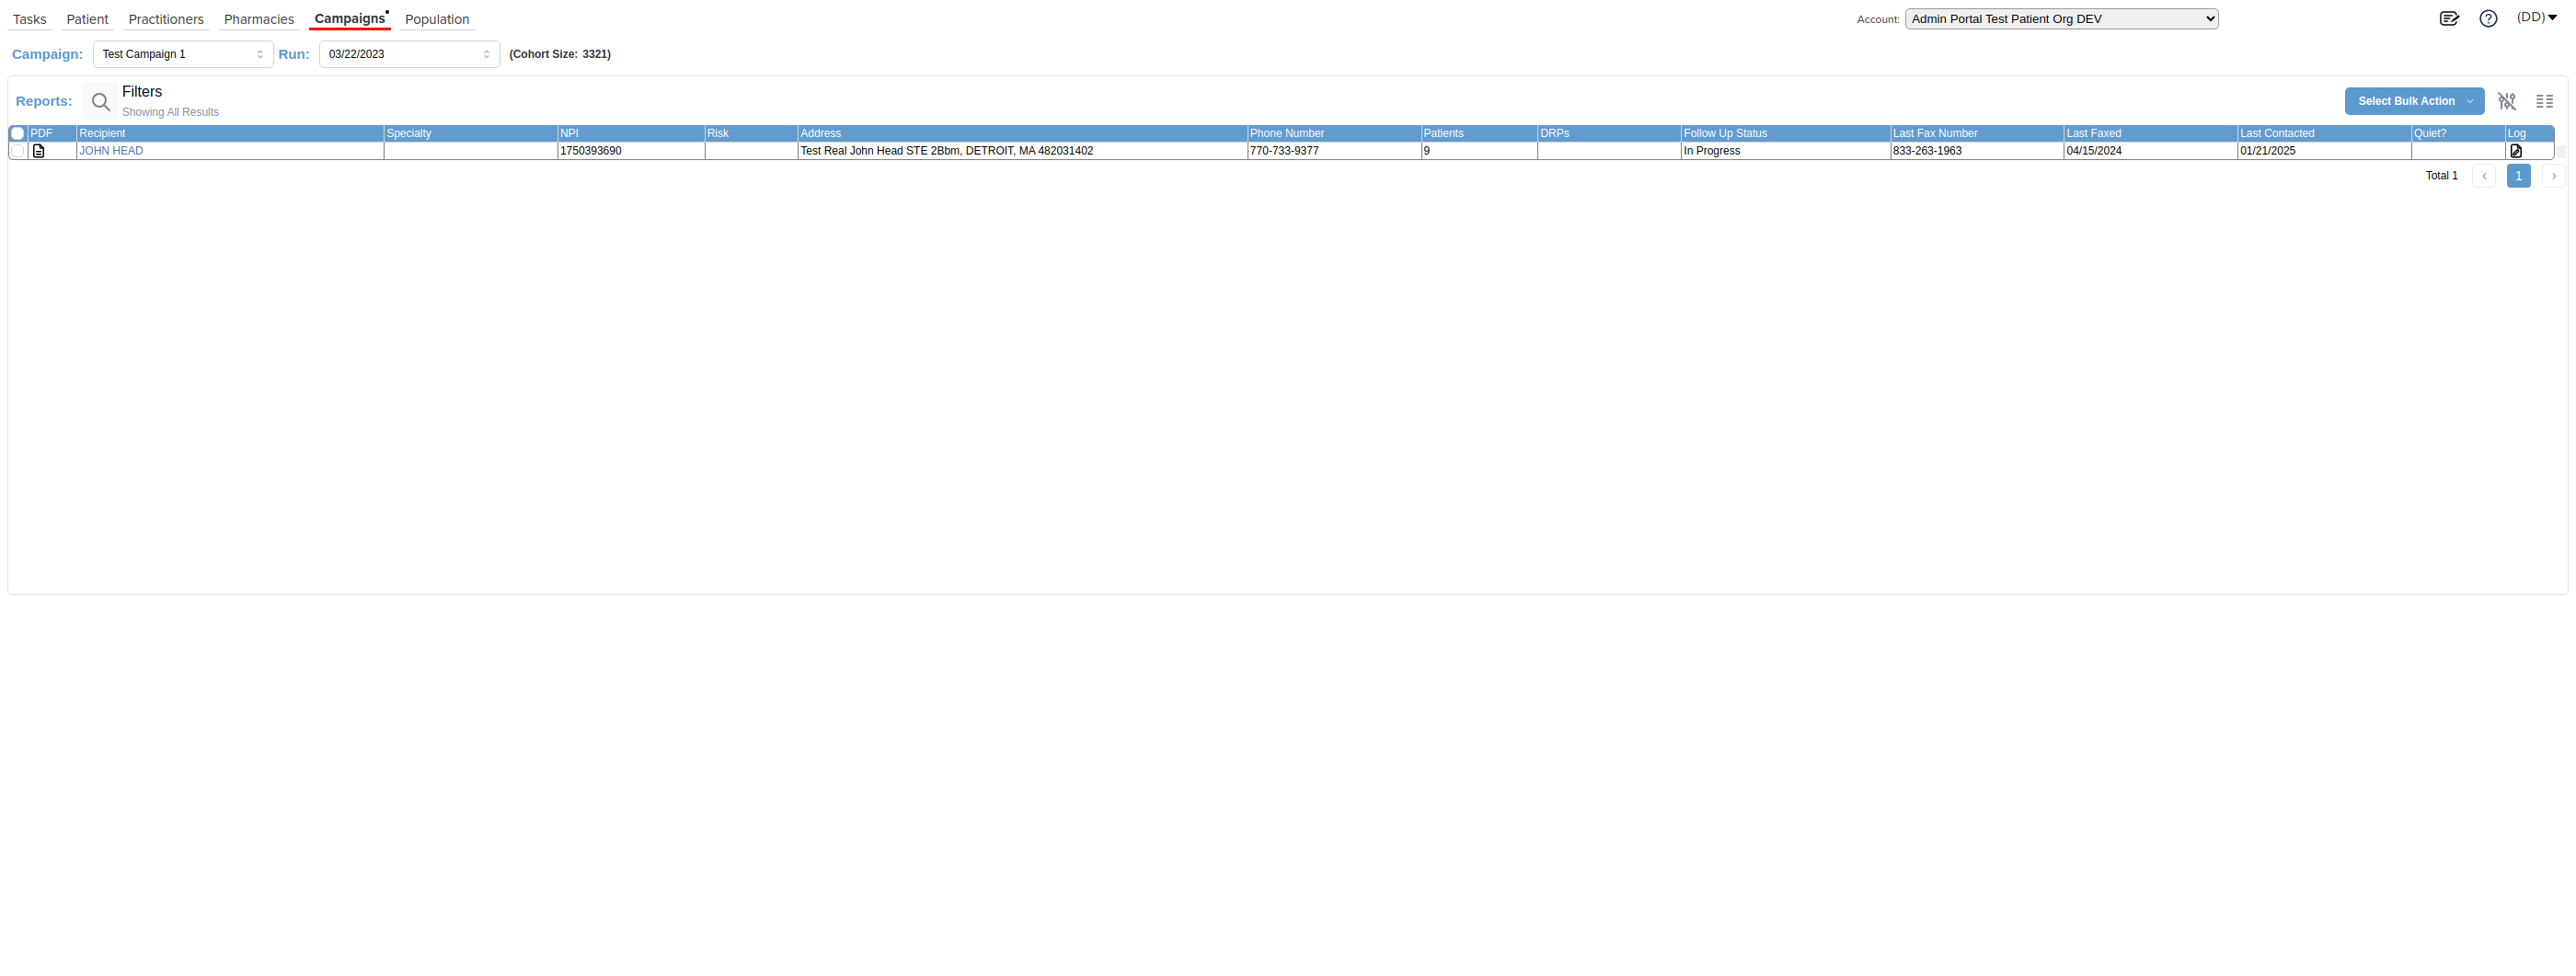 Tasks Patient Practitioners Pharmacies Campaigns Population Account: Admin Portal Test Patient Org DEV (DD)
Campaign: Test Campaign 1 Run: 03/22/2023 (Cohort Size: 3321)
Reports: Filters
Showing All Results
Select Bulk Action
PDF Recipient Specialty NPI Risk Address Phone Number Patients DRPs Follow Up Status Last Fax Number Last Faxed Last Contacted Quiet? Log
JOHN HEAD 1750393690 Test Real John Head STE 2Bbm, DETROIT, MA 482031402 770-733-9377 9 In Progress 833-263-1963 04/15/2024 01/21/2025
Total 1 1